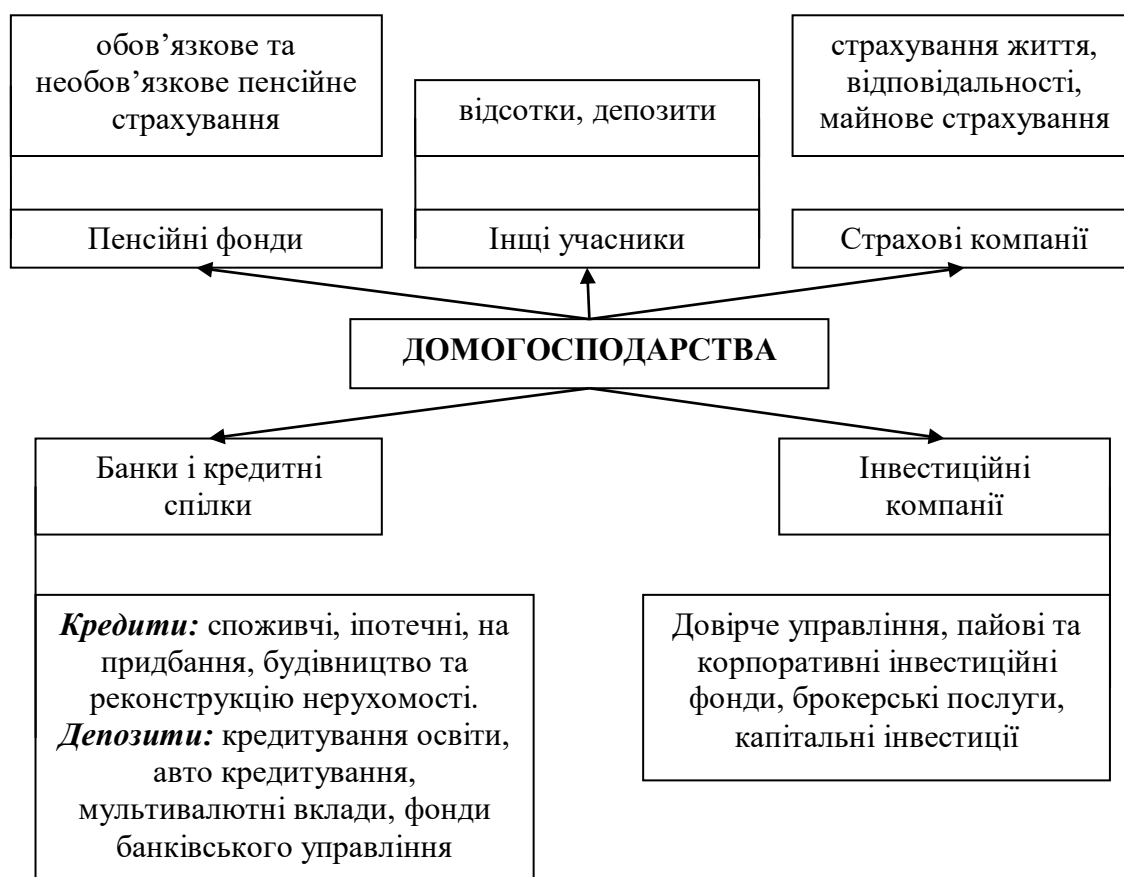 обов’язкове та
необов’язкове пенсійне
страхування
відсотки, депозити
страхування життя,
відповідальності,
майнове страхування
Пенсійні фонди
Інщі учасники
Страхові компанії
ДОМОГОСПОДАРСТВА
Банки і кредитні
спілки
Інвестиційні
компанії
Кредити: споживчі, іпотечні, на
придбання, будівництво та
реконструкцію нерухомості.
Депозити: кредитування освіти,
авто кредитування,
мультивалютні вклади, фонди
банківського управління
Довірче управління, пайові та
корпоративні інвестиційні
фонди, брокерські послуги,
капітальні інвестиції